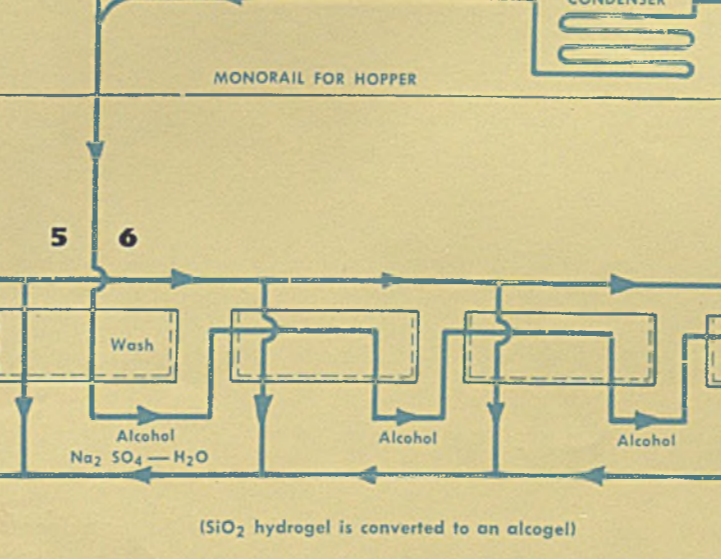 CONDENSER
MONORAIL FOR HOPPER
5 6
Wash
Alcohol
Alcohol
Alcohol
Na₂ SO₄ — H₂O
(SiO₂ hydrogel is converted to an alcogel)